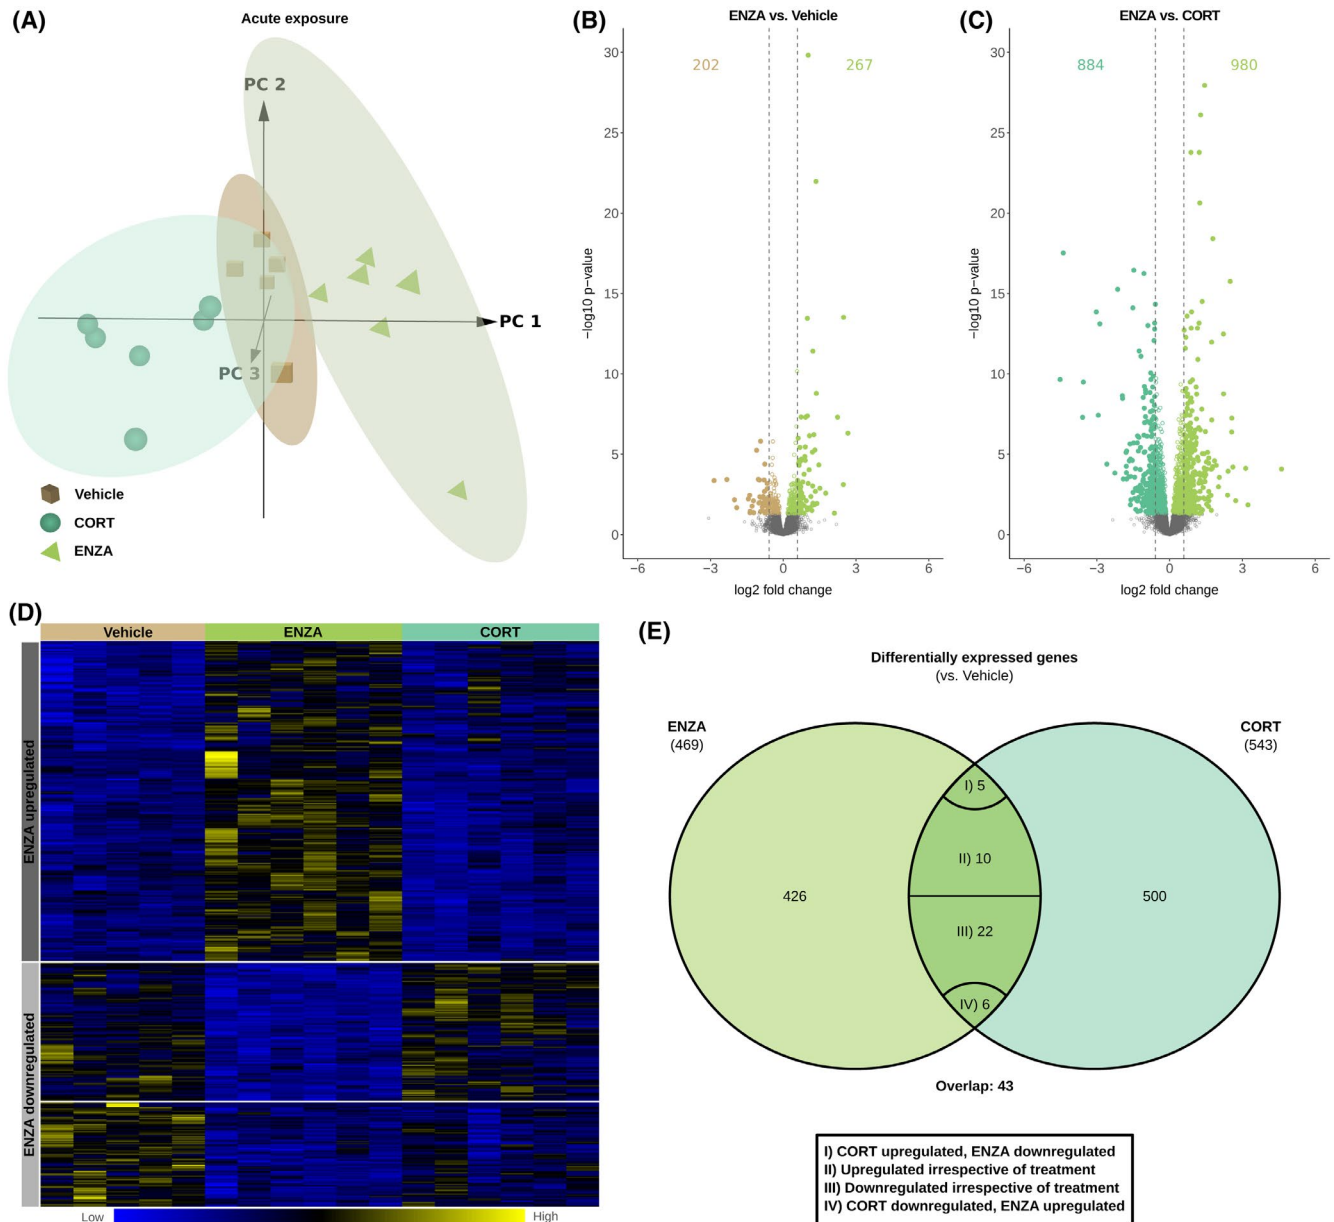 (A)
Acute exposure
PC 2
PC 1
PC 3
Vehicle
CORT
ENZA
(B)
ENZA vs. Vehicle
202
267
30
25
20
15
10
5
0
−log10 p-value
−6
−3
0
3
6
log2 fold change
(C)
ENZA vs. CORT
884
980
30
25
20
15
10
5
0
−log10 p-value
−6
−3
0
3
6
log2 fold change
(D)
Vehicle
ENZA
CORT
ENZA upregulated
ENZA downregulated
Low
High
(E)
Differentially expressed genes
(vs. Vehicle)
ENZA
(469)
CORT
(543)
I) 5
II) 10
426
500
III) 22
IV) 6
Overlap: 43
I) CORT upregulated, ENZA downregulated
II) Upregulated irrespective of treatment
III) Downregulated irrespective of treatment
IV) CORT downregulated, ENZA upregulated